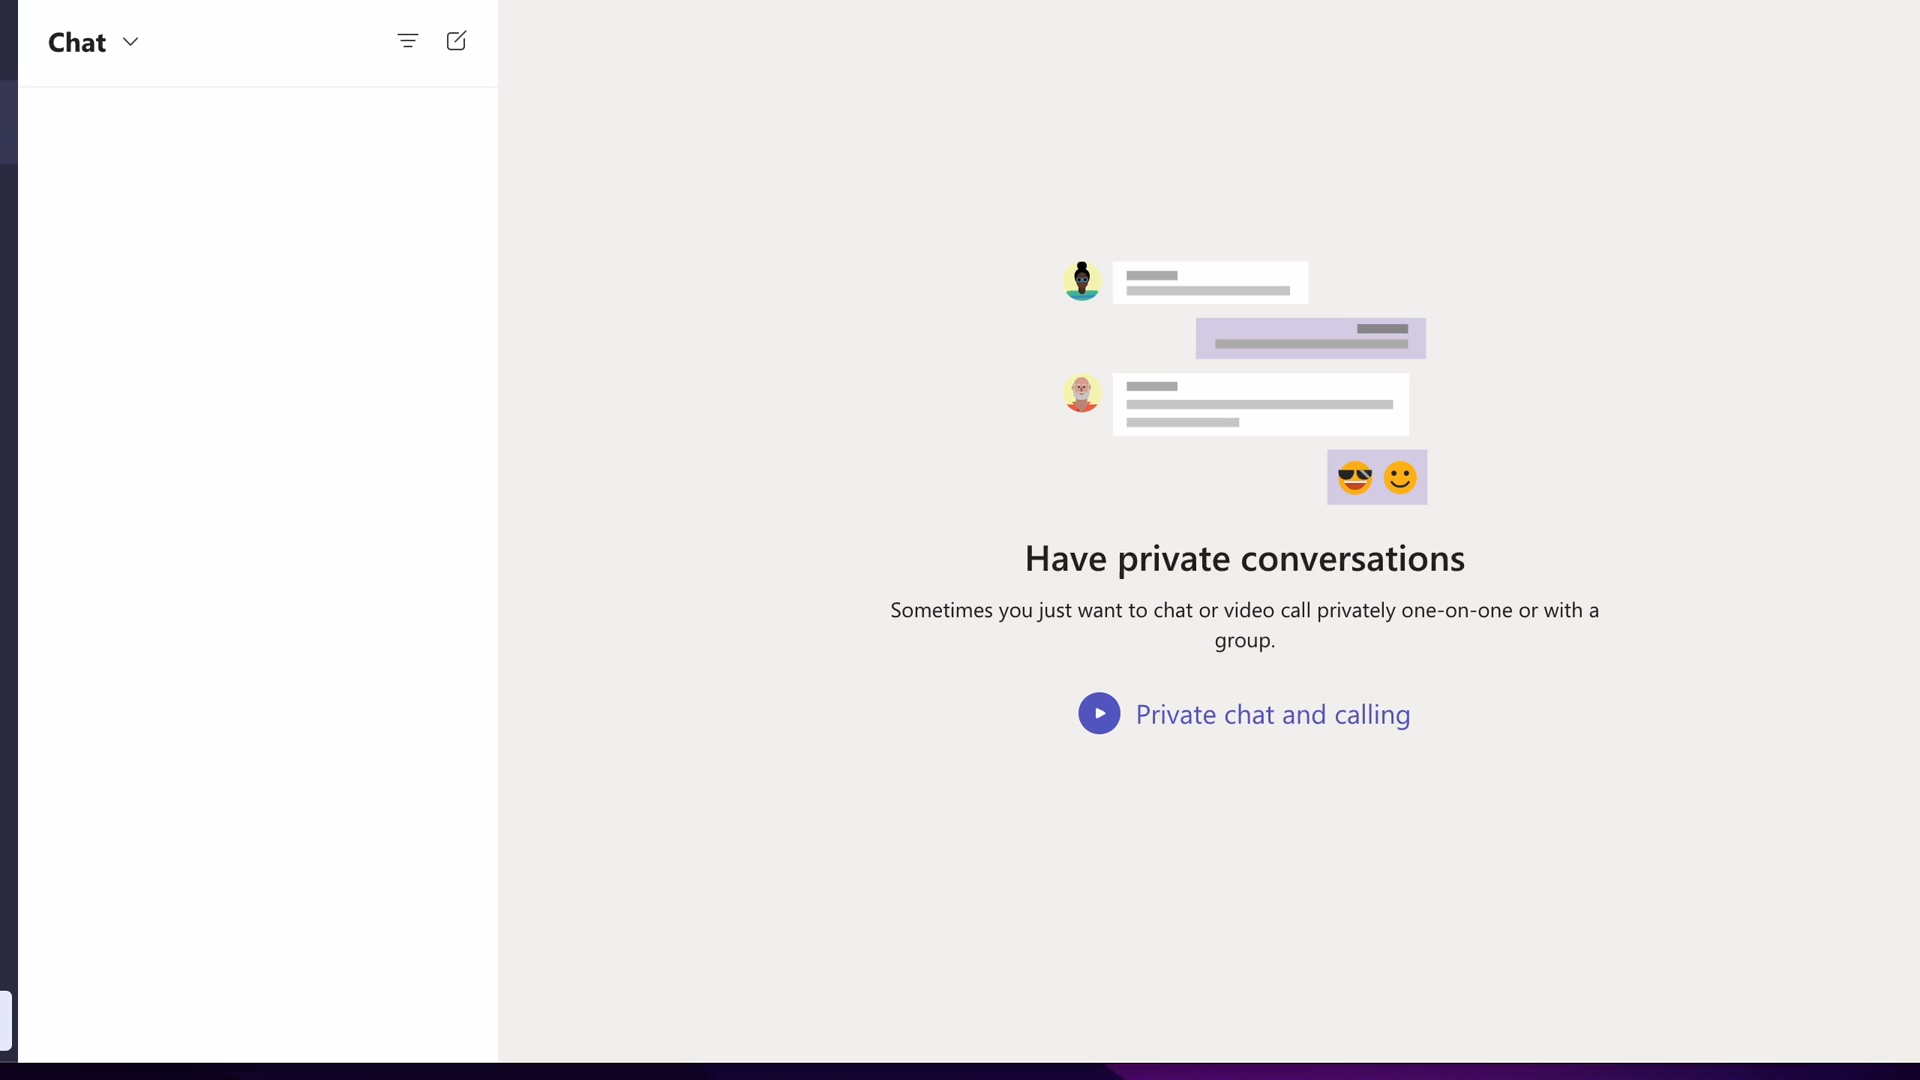 Chat
Have private conversations
Sometimes you just want to chat or video call privately one-on-one or with a
group.
Private chat and calling